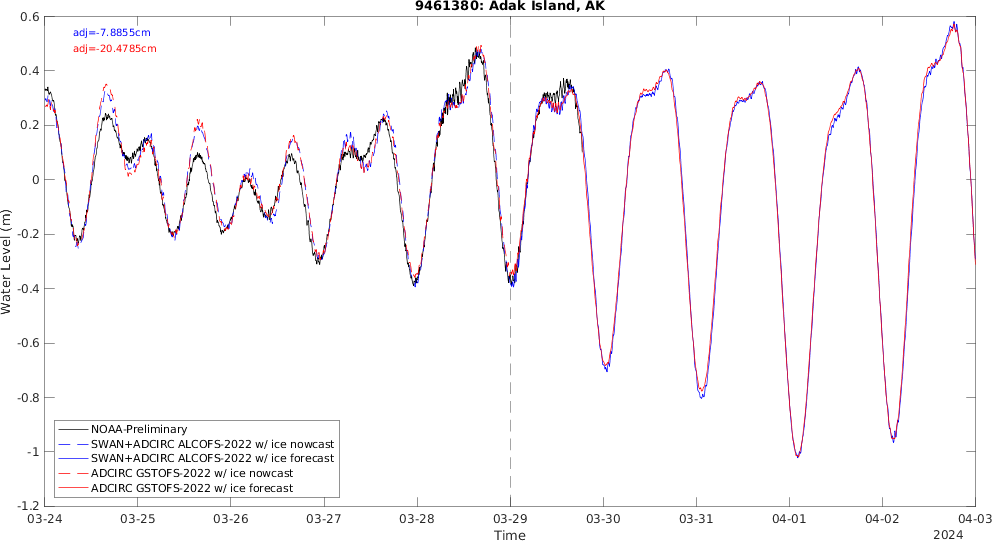 9461380: Adak Island, AK
adj=-7.8855cm
adj=-20.4785cm
Water Level (m)
0.6
0.4
0.2
0
-0.2
-0.4
-0.6
-0.8
-1
-1.2
NOAA-Preliminary
SWAN+ADCIRC ALCOFS-2022 w/ ice nowcast
SWAN+ADCIRC ALCOFS-2022 w/ ice forecast
ADCIRC GSTOFS-2022 w/ ice nowcast
ADCIRC GSTOFS-2022 w/ ice forecast
03-24 03-25 03-26 03-27 03-28 03-29 03-30 03-31 04-01 04-02 04-03
Time
2024